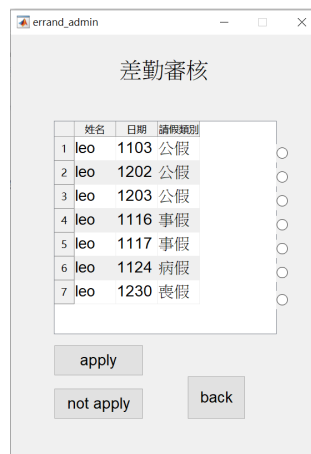 errand_admin
差勤審核
姓名 日期 請假類別
1 leo 1103 公假
2 leo 1202 公假
3 leo 1203 公假
4 leo 1116 事假
5 leo 1117 事假
6 leo 1124 病假
7 leo 1230 喪假
apply
not apply
back